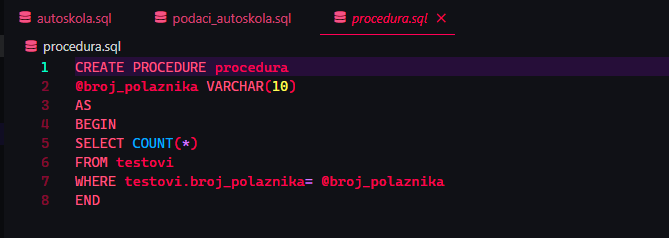 autoskola.sql podaci_autoskola.sql procedura.sql
procedura.sql
1 CREATE PROCEDURE procedura
2 @broj_polaznika VARCHAR(10)
3 AS
4 BEGIN
5 SELECT COUNT(*)
6 FROM testovi
7 WHERE testovi.broj_polaznika= @broj_polaznika
8 END